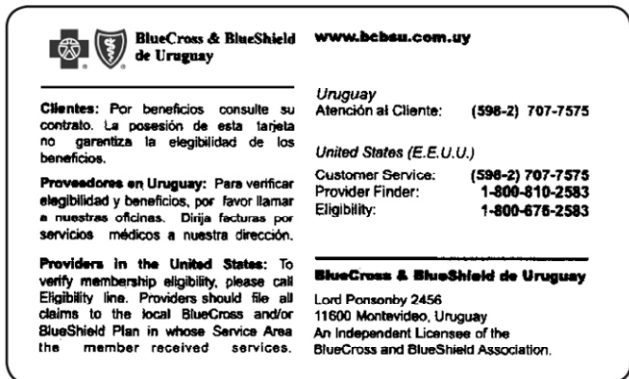 BlueCross & BlueShield
de Uruguay
Clientes: Por beneficios consulte su
contrato. La posesión de esta tarjeta
no garantiza la elegibilidad de los
beneficios.
Proveedores en Uruguay: Para verificar
elegibilidad y beneficios, por favor llamar
a nuestras oficinas. Dirija facturas por
servicios médicos a nuestra dirección.
Providers in the United States: To
verify membership eligibility, please call
Eligibility line. Providers should file all
claims to the local BlueCross and/or
BlueShield Plan in whose Service Area
the member received services.
www.bcbsu.com.uy
Uruguay
Atención al Cliente: (598-2) 707-7575
United States (E.E.U.U.)
Customer Service: (598-2) 707-7575
Provider Finder: 1-800-810-2583
Eligibility: 1-800-676-2583
BlueCross & BlueShield de Uruguay
Lord Ponsonby 2456
11600 Montevideo, Uruguay
An Independent Licensee of the
BlueCross and BlueShield Association.